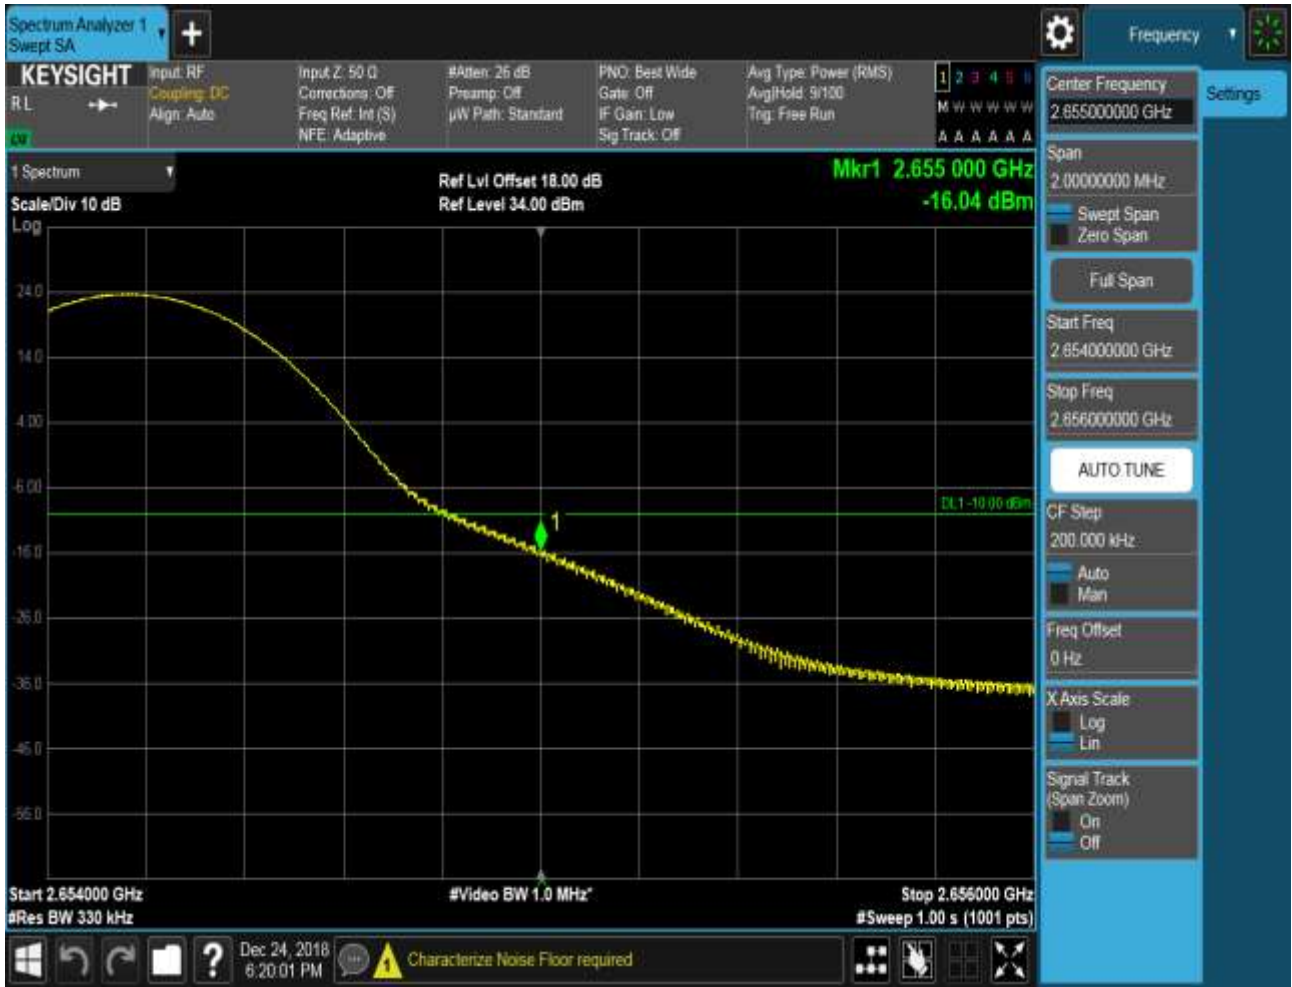 Spectrum Analyzer 1
Swept SA
+
Frequency
KEYSIGHT
RL
Input: RF
Coupling: DC
Align: Auto
Input Z: 50 Ω
Corrections: Off
Freq Ref: Int (S)
NFE: Adaptive
#Atten: 26 dB
Preamp: Off
µW Path: Standard
PNO: Best Wide
Gate: Off
IF Gain: Low
Sig Track: Off
Avg Type: Power (RMS)
Avg|Hold: 9/100
Trig: Free Run
1 2 3 4 5 6
M W W W W W
A A A A A A
1 Spectrum
Scale/Div 10 dB
Log
Ref Lvl Offset 18.00 dB
Ref Level 34.00 dBm
Mkr1 2.655 000 GHz
-16.04 dBm
24.0
14.0
4.00
-6.00
-16.0
-26.0
-36.0
-46.0
-56.0
DL1 -10.00 dBm
1
Start 2.654000 GHz
#Res BW 330 kHz
#Video BW 1.0 MHz*
Stop 2.656000 GHz
#Sweep 1.00 s (1001 pts)
Center Frequency
2.655000000 GHz
Settings
Span
2.00000000 MHz
Swept Span
Zero Span
Full Span
Start Freq
2.654000000 GHz
Stop Freq
2.656000000 GHz
AUTO TUNE
CF Step
200.000 kHz
Auto
Man
Freq Offset
0 Hz
X Axis Scale
Log
Lin
Signal Track
(Span Zoom)
On
Off
?
Dec 24, 2018
6:20:01 PM
Characterize Noise Floor required